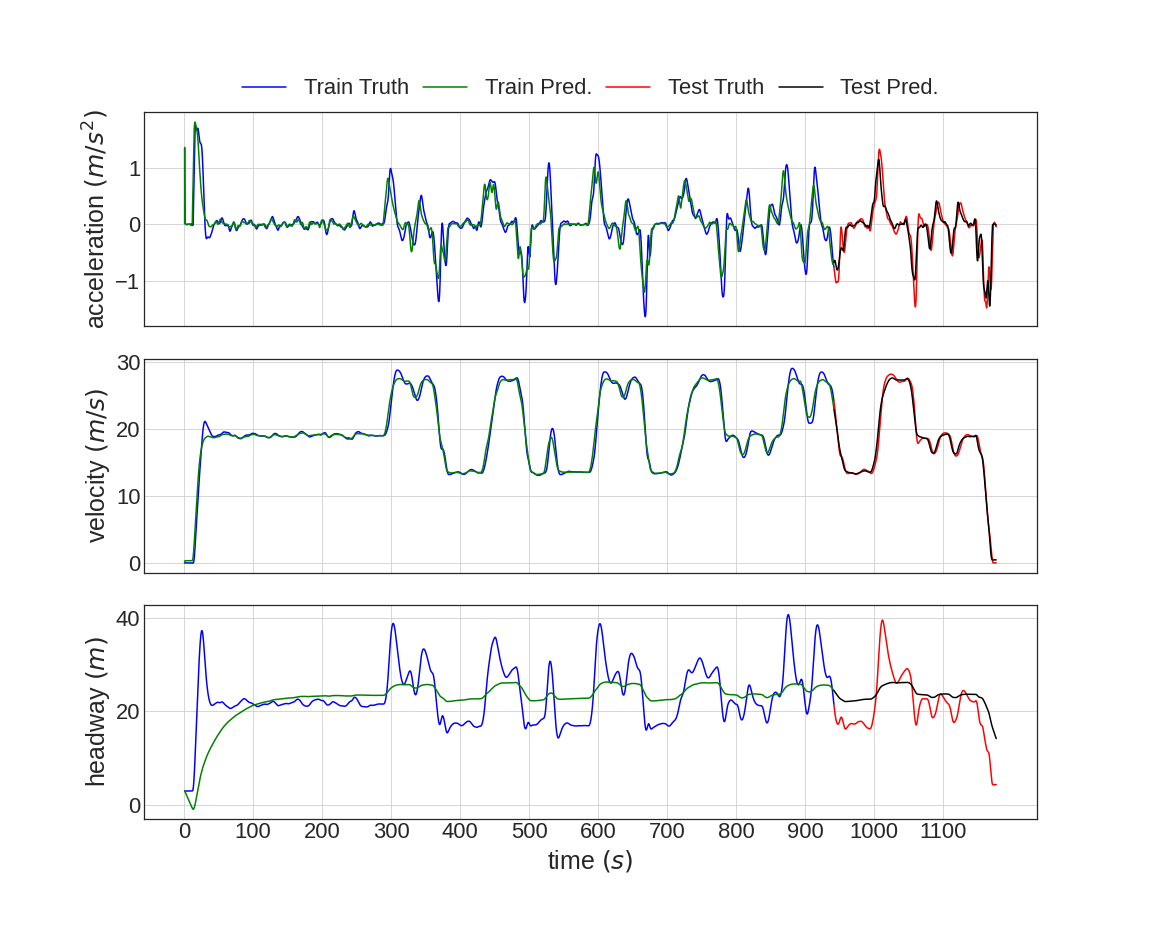 Train Truth Train Pred. Test Truth Test Pred.
acceleration (m/s²)
1
0
−1
velocity (m/s)
30
20
10
0
headway (m)
40
20
0
0 100 200 300 400 500 600 700 800 900 1000 1100
time (s)